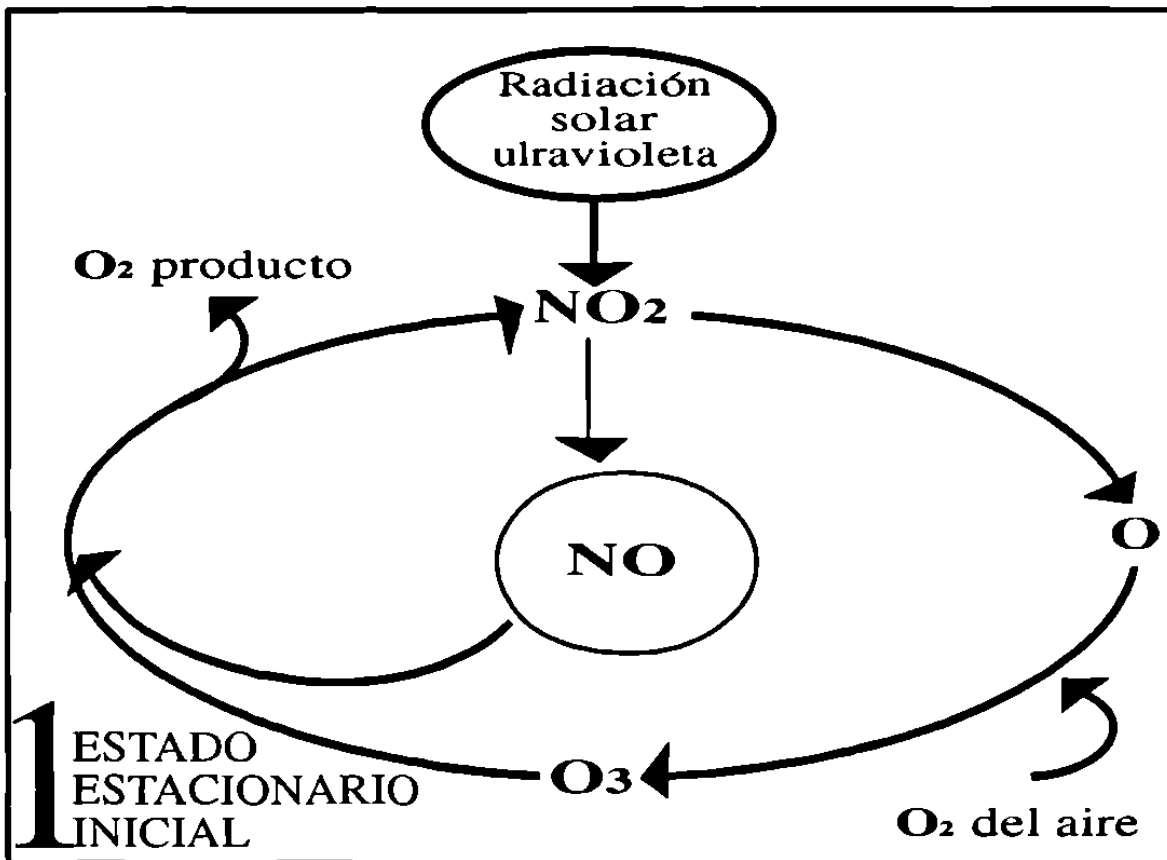 Radiación
solar
ulravioleta
O₂ producto
NO₂
NO
O
O₃
O₂ del aire
1
ESTADO
ESTACIONARIO
INICIAL